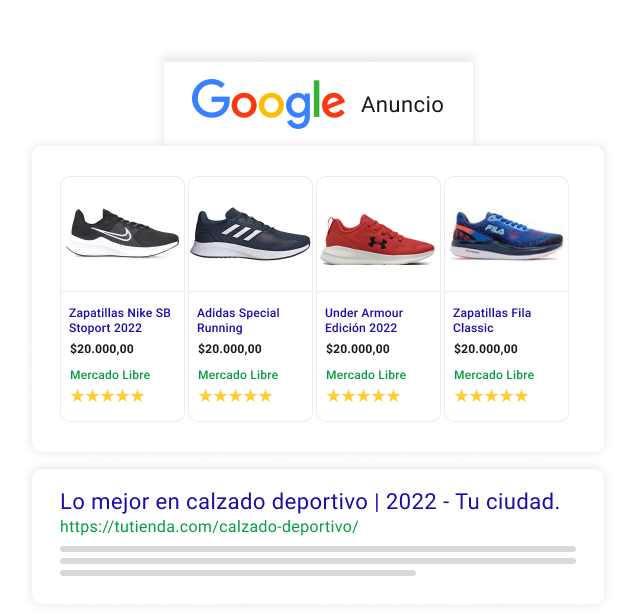 Google Anuncio
FILA
Zapatillas Nike SB
Stoport 2022
$20.000,00
Mercado Libre
Adidas Special
Running
$20.000,00
Mercado Libre
Under Armour
Edición 2022
$20.000,00
Mercado Libre
Zapatillas Fila
Classic
$20.000,00
Mercado Libre
Lo mejor en calzado deportivo | 2022 - Tu ciudad.
https://tutienda.com/calzado-deportivo/